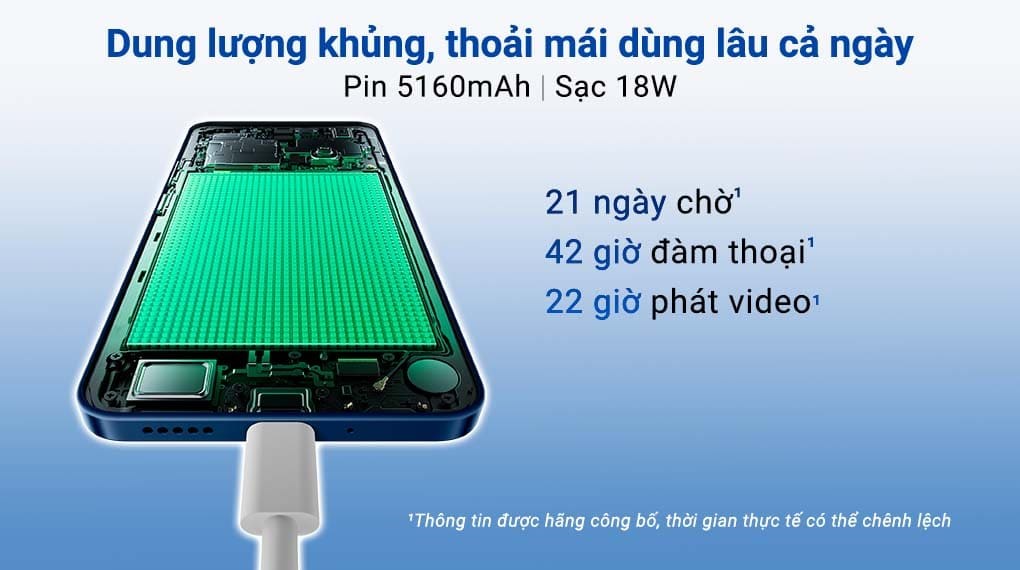 Dung lượng khủng, thoải mái dùng lâu cả ngày
Pin 5160mAh | Sạc 18W
21 ngày chờ¹
42 giờ đàm thoại¹
22 giờ phát video¹
¹Thông tin được hãng công bố, thời gian thực tế có thể chênh lệch